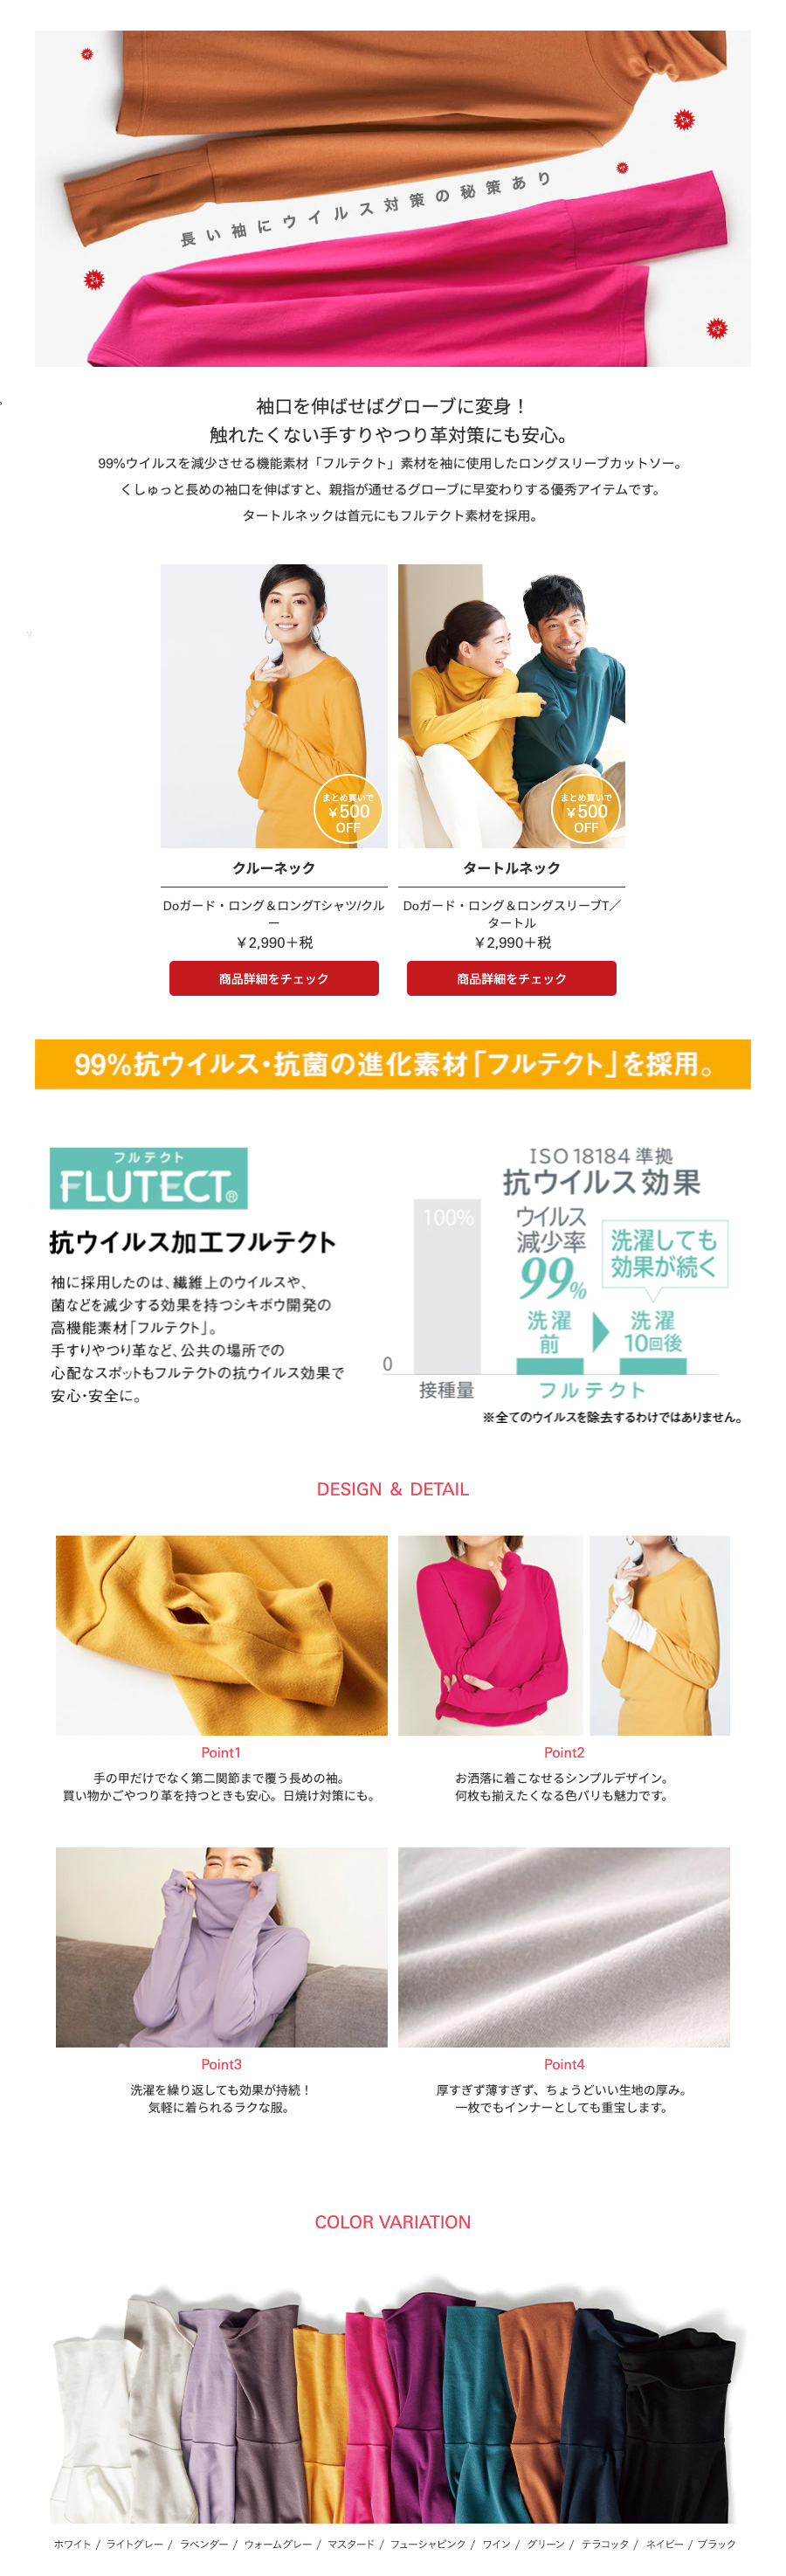 長い袖にウイルス対策の秘策あり
袖口を伸ばせばグローブに変身！
触れたくない手すりやつり革対策にも安心。
99%ウイルスを減少させる機能素材「フルテクト」素材を袖に使用したロングスリーブカットソー。
くしゅっと長めの袖口を伸ばすと、親指が通せるグローブに早変わりする優秀アイテムです。
タートルネックは首元にもフルテクト素材を採用。
まとめ買いで
￥500
OFF
まとめ買いで
￥500
OFF
クルーネック
Doガード・ロング＆ロングTシャツ/クル
ー
￥2,990＋税
商品詳細をチェック
タートルネック
Doガード・ロング＆ロングスリーブT／
タートル
￥2,990＋税
商品詳細をチェック
99%抗ウイルス・抗菌の進化素材「フルテクト」を採用。
フルテクト
FLUTECT®
抗ウイルス加工フルテクト
袖に採用したのは、繊維上のウイルスや、
菌などを減少する効果を持つシキボウ開発の
高機能素材「フルテクト」。
手すりやつり革など、公共の場所での
心配なスポットもフルテクトの抗ウイルス効果で
安心・安全に。
ISO 18184 準拠
抗ウイルス効果
100%
ウイルス
減少率
99%
洗濯しても
効果が続く
洗濯
前
洗濯
10回後
0
接種量
フルテクト
※全てのウイルスを除去するわけではありません。
DESIGN ＆ DETAIL
Point1
手の甲だけでなく第二関節まで覆う長めの袖。
買い物かごやつり革を持つときも安心。日焼け対策にも。
Point2
お洒落に着こなせるシンプルデザイン。
何枚も揃えたくなる色バリも魅力です。
Point3
洗濯を繰り返しても効果が持続！
気軽に着られるラクな服。
Point4
厚すぎず薄すぎず、ちょうどいい生地の厚み。
一枚でもインナーとしても重宝します。
COLOR VARIATION
ホワイト / ライトグレー / ラベンダー / ウォームグレー / マスタード / フューシャピンク / ワイン / グリーン / テラコッタ / ネイビー / ブラック